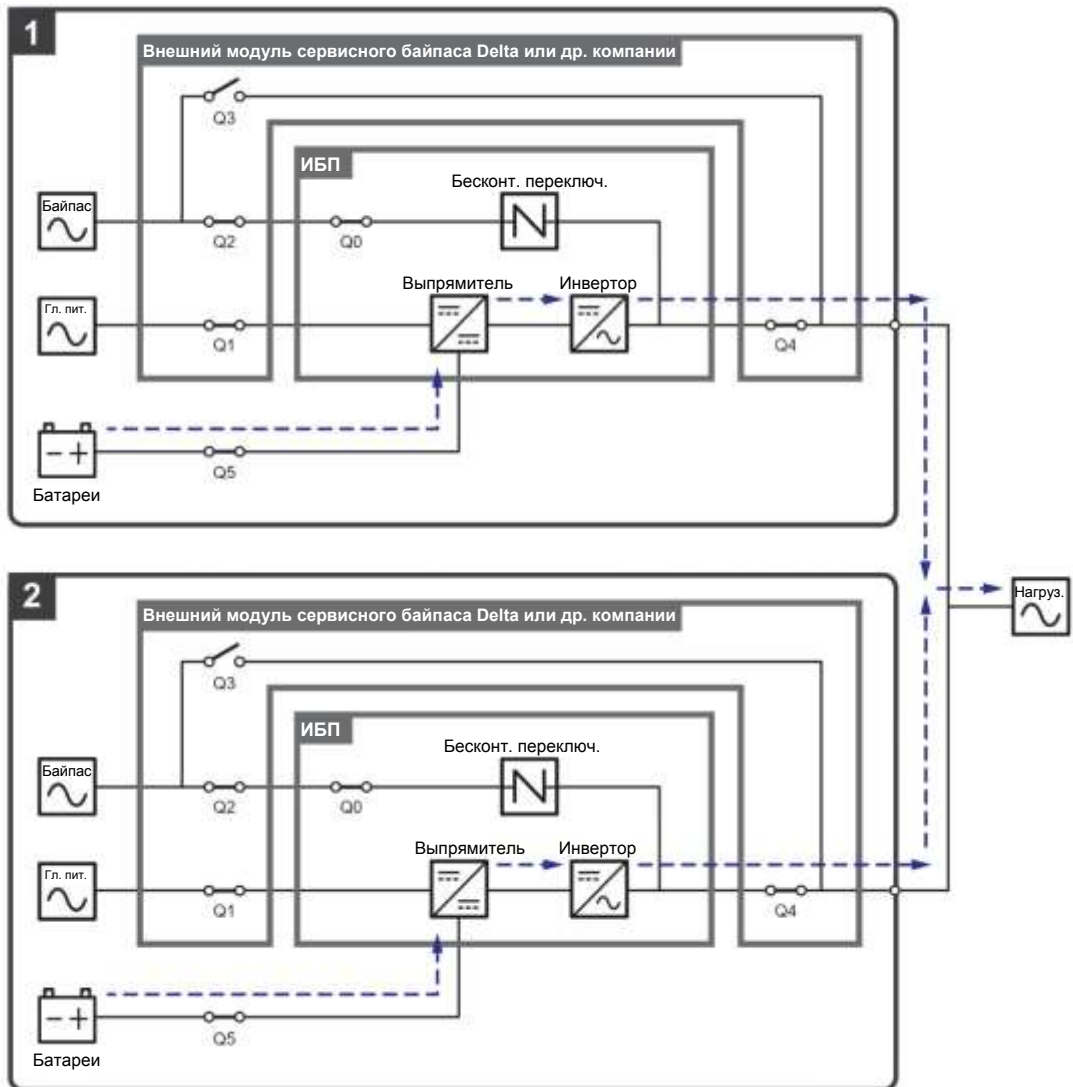 1
Внешний модуль сервисного байпаса Delta или др. компании
Q3
ИБП
Бесконт. переключ.
Байпас
Q2
Q0
Выпрямитель
Инвертор
Гл. пит.
Q1
Q4
Q5
Батареи
2
Нагруз.
Внешний модуль сервисного байпаса Delta или др. компании
Q3
ИБП
Бесконт. переключ.
Байпас
Q2
Q0
Выпрямитель
Инвертор
Гл. пит.
Q1
Q4
Q5
Батареи